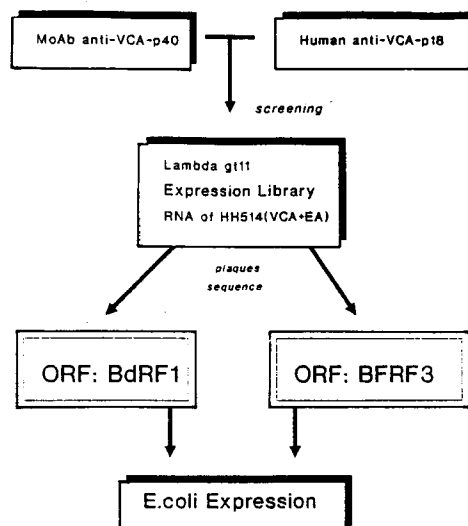 MoAb anti-VCA-p40
Human anti-VCA-p18
screening
Lambda gt11
Expression Library
RNA of HH514(VCA+EA)
plaques
sequence
ORF: BdRF1
ORF: BFRF3
E.coli Expression